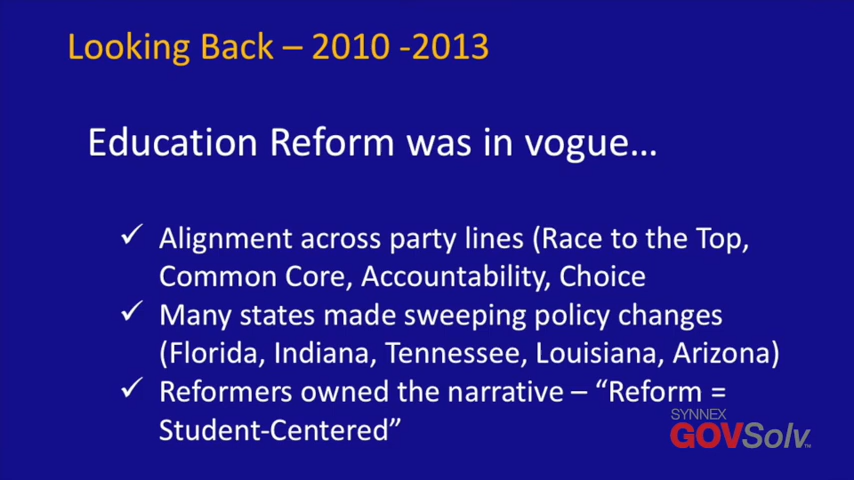 Looking Back – 2010 -2013
Education Reform was in vogue…
✓ Alignment across party lines (Race to the Top,
Common Core, Accountability, Choice
✓ Many states made sweeping policy changes
(Florida, Indiana, Tennessee, Louisiana, Arizona)
✓ Reformers owned the narrative – “Reform =
Student-Centered”
SYNNEX
GOVSolv™